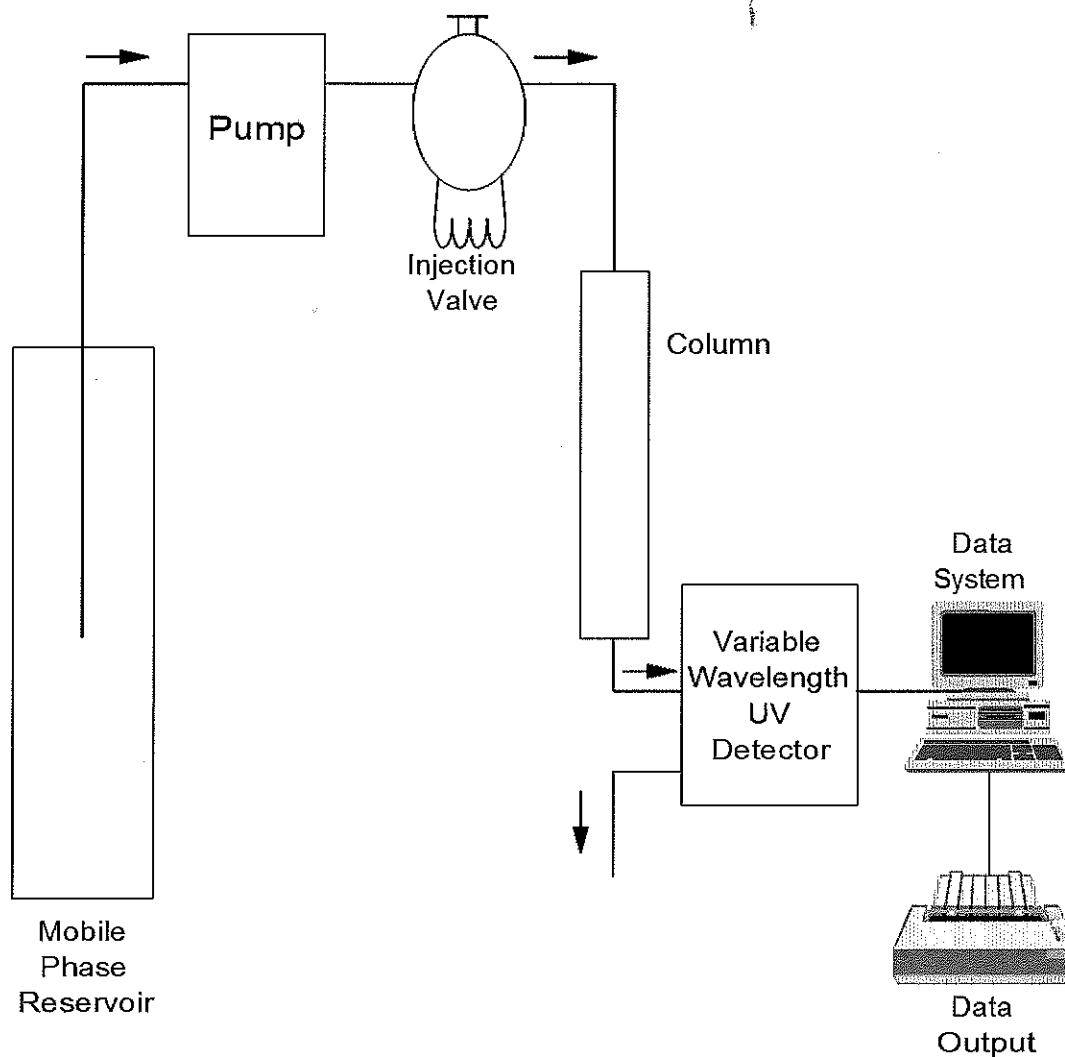 Pump
Injection
Valve
Column
Data
System
Variable
Wavelength
UV
Detector
Mobile
Phase
Reservoir
Data
Output